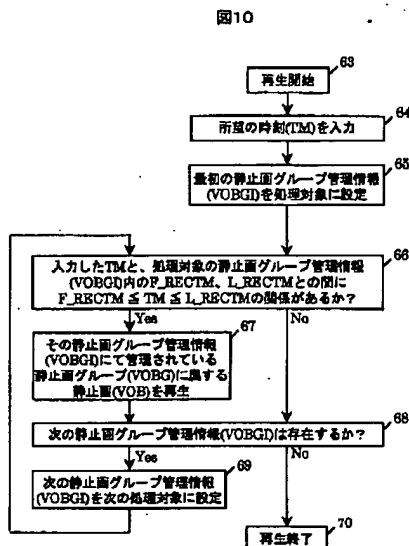 図10
63
再生開始
64
所望の時刻(TM)を入力
65
最初の静止画グループ管理情報
(VOBGI)を処理対象に設定
66
入力したTMと、処理対象の静止画グループ管理情報
(VOBGI)内のF_RECTM、L_RECTMとの間に
F_RECTM ≦ TM ≦ L_RECTMの関係があるか？
Yes
67
No
その静止画グループ管理情報
(VOBGI)にて管理されている
静止画グループ(VOBG)に属する
静止画(VOB)を再生
68
次の静止画グループ管理情報(VOBGI)は存在するか？
Yes
69
No
次の静止画グループ管理情報
(VOBGI)を次の処理対象に設定
70
再生終了